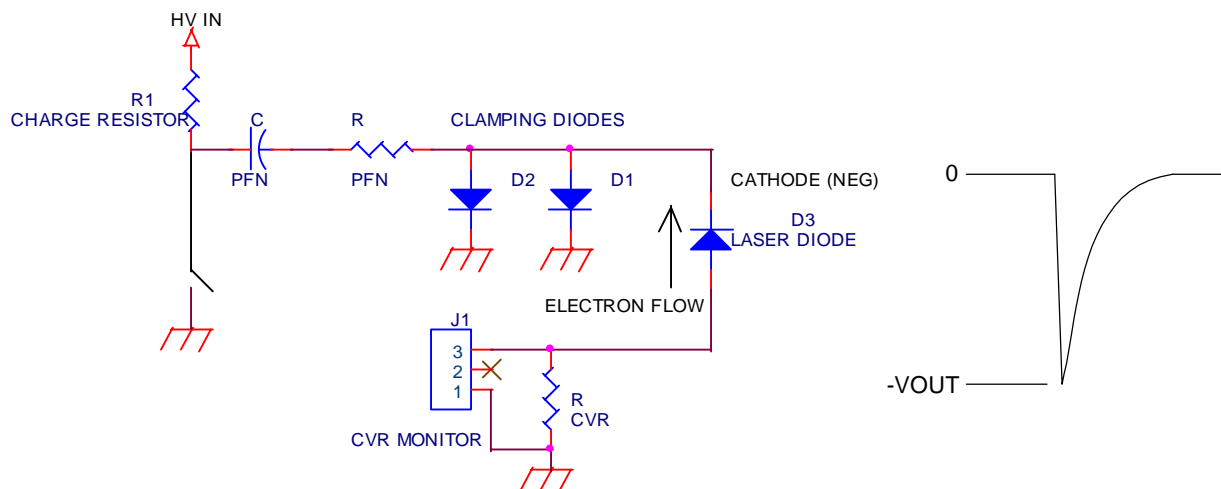 HV IN
R1
CHARGE RESISTOR
C
PFN
R
PFN
CLAMPING DIODES
D2
D1
CATHODE (NEG)
D3
LASER DIODE
ELECTRON FLOW
J1
3
2
1
R
CVR
CVR MONITOR
0
-VOUT